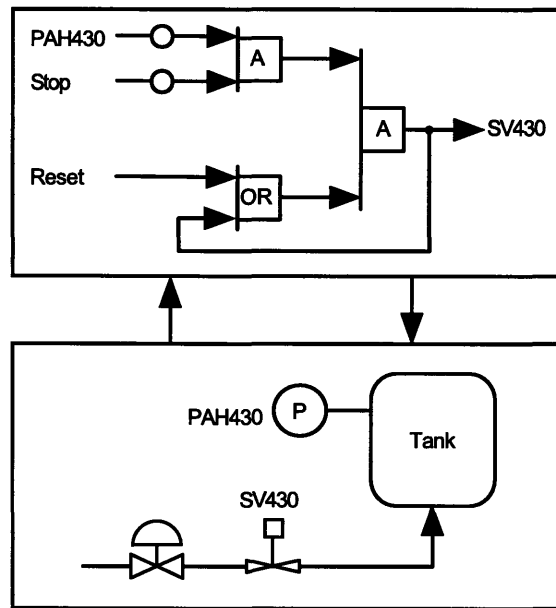 PAH430
A
Stop
A
SV430
Reset
OR
PAH430
P
Tank
SV430